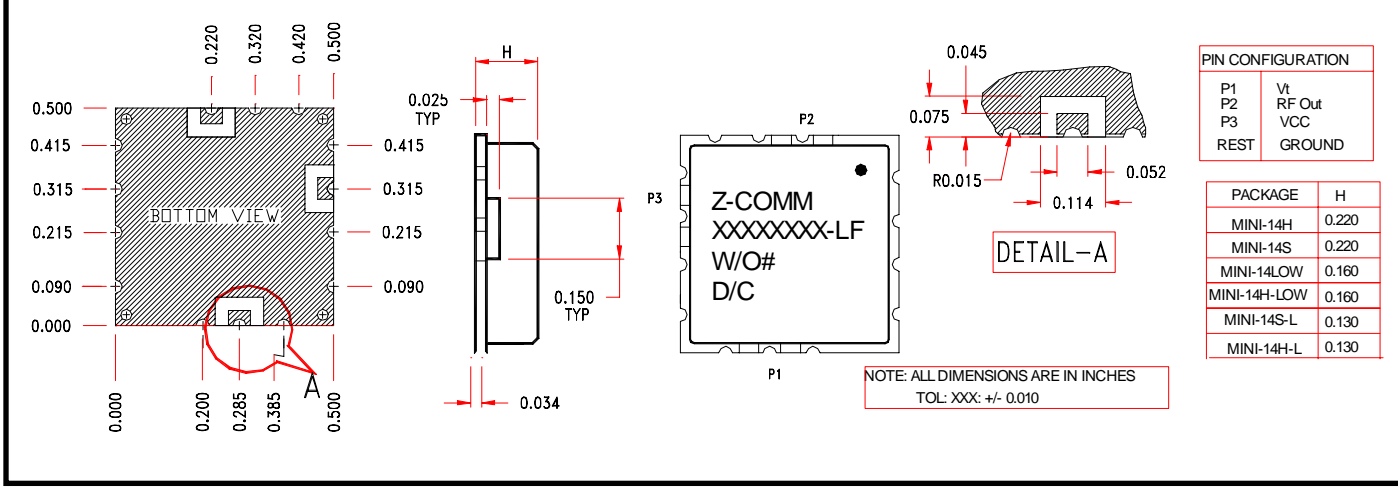 0.220
0.320
0.420
0.500
0.500
0.415
0.315
0.215
0.090
0.000
0.415
0.315
0.215
0.090
BOTTOM VIEW
A
0.000
0.200
0.285
0.385
0.500
H
0.025
TYP
0.150
TYP
0.034
P2
P3
Z-COMM
XXXXXXXX-LF
W/O#
D/C
P1
0.045
0.075
R0.015
0.052
0.114
DETAIL-A
NOTE: ALL DIMENSIONS ARE IN INCHES
TOL: XXX: +/- 0.010
PIN CONFIGURATION
P1 Vt
P2 RF Out
P3 VCC
REST GROUND
PACKAGE H
MINI-14H 0.220
MINI-14S 0.220
MINI-14LOW 0.160
MINI-14H-LOW 0.160
MINI-14S-L 0.130
MINI-14H-L 0.130